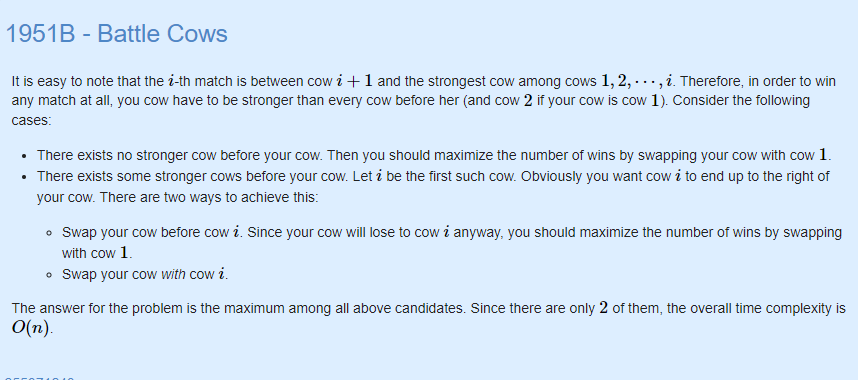 1951B - Battle Cows
It is easy to note that the i-th match is between cow i + 1 and the strongest cow among cows 1, 2, ⋯, i. Therefore, in order to win
any match at all, you cow have to be stronger than every cow before her (and cow 2 if your cow is cow 1). Consider the following
cases:
• There exists no stronger cow before your cow. Then you should maximize the number of wins by swapping your cow with cow 1.
• There exists some stronger cows before your cow. Let i be the first such cow. Obviously you want cow i to end up to the right of
your cow. There are two ways to achieve this:
◦ Swap your cow before cow i. Since your cow will lose to cow i anyway, you should maximize the number of wins by swapping
with cow 1.
◦ Swap your cow with cow i.
The answer for the problem is the maximum among all above candidates. Since there are only 2 of them, the overall time complexity is
O(n).